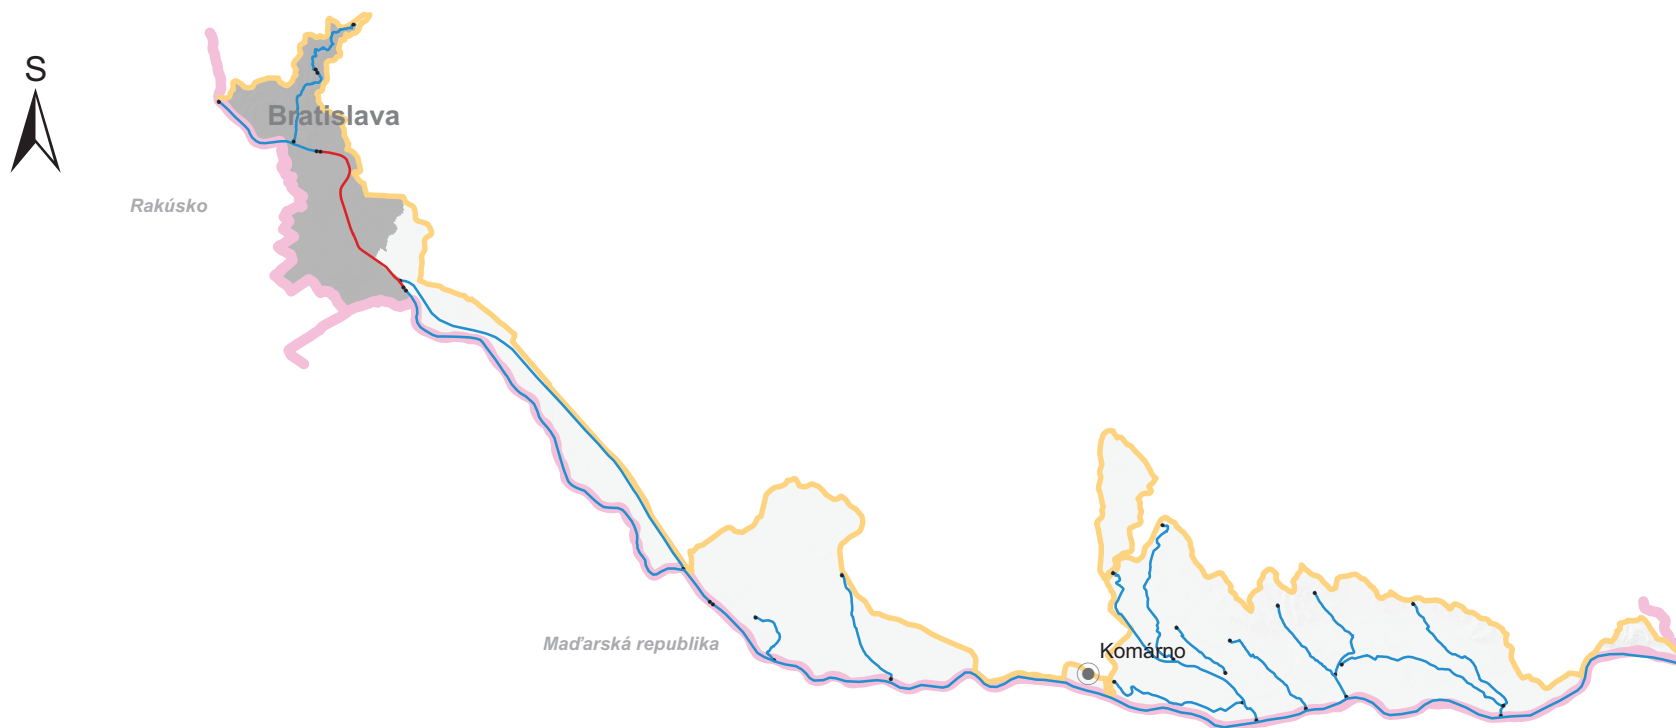 S
Bratislava
Rakúsko
Maďarská republika
Komárno